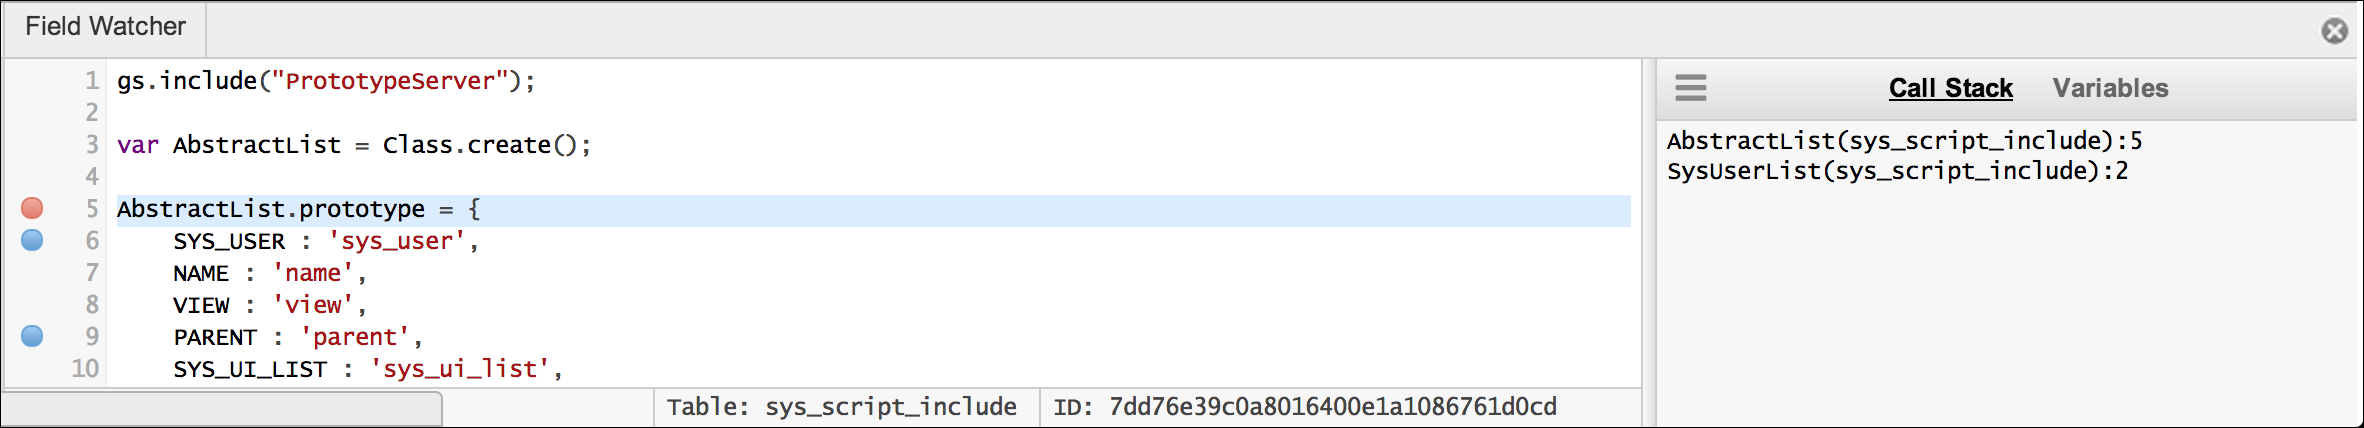 Field Watcher
1 gs.include("PrototypeServer");
2
3 var AbstractList = Class.create();
4
5 AbstractList.prototype = {
6 SYS_USER : 'sys_user',
7 NAME : 'name',
8 VIEW : 'view',
9 PARENT : 'parent',
10 SYS_UI_LIST : 'sys_ui_list',
Table: sys_script_include ID: 7dd76e39c0a8016400e1a1086761d0cd
Call Stack Variables
AbstractList(sys_script_include):5
SysUserList(sys_script_include):2